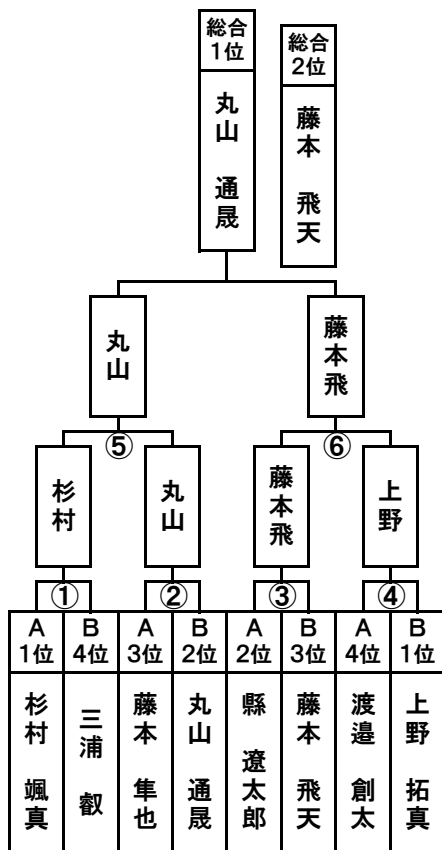 総合
1位
丸山 通晟
総合
2位
藤本 飛天
丸山
藤本飛
⑤
⑥
杉村
丸山
藤本飛
上野
①
②
③
④
A
1位
B
4位
A
3位
B
2位
A
2位
B
3位
A
4位
B
1位
杉村 颯真
三浦 叡
藤本 隼也
丸山 通晟
縣 遼太郎
藤本 飛天
渡邉 創太
上野 拓真